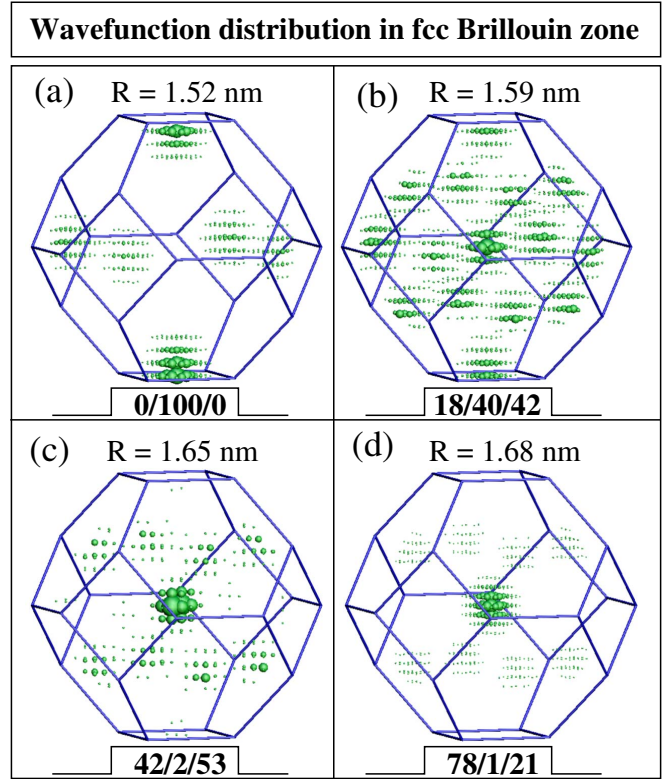 Wavefunction distribution in fcc Brillouin zone
(a)
R = 1.52 nm
0/100/0
(b)
R = 1.59 nm
18/40/42
(c)
R = 1.65 nm
42/2/53
(d)
R = 1.68 nm
78/1/21